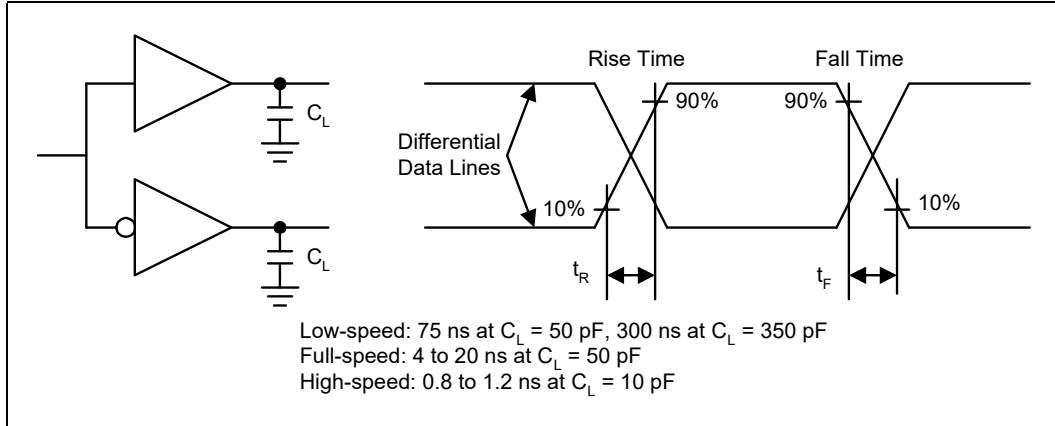 Rise Time
Fall Time
C_L
90%
90%
Differential
Data Lines
10%
10%
C_L
t_R
t_F
Low-speed: 75 ns at C_L = 50 pF, 300 ns at C_L = 350 pF
Full-speed: 4 to 20 ns at C_L = 50 pF
High-speed: 0.8 to 1.2 ns at C_L = 10 pF